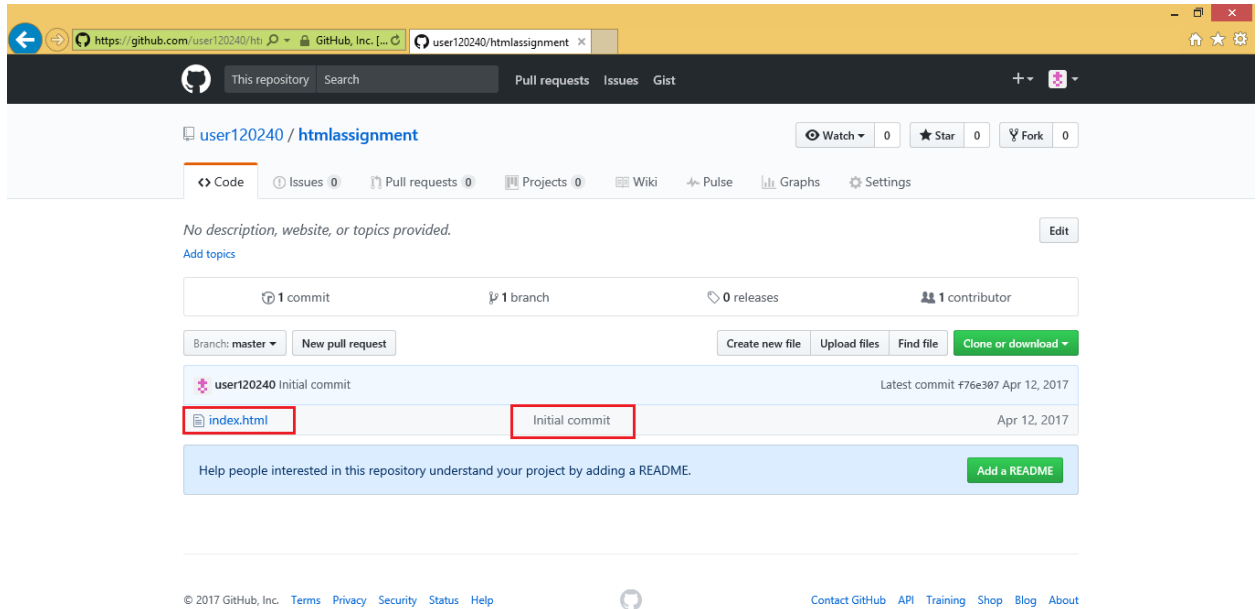 https://github.com/user120240/hti GitHub, Inc. [... user120240/htmlassignment
This repository Search Pull requests Issues Gist
user120240 / htmlassignment Watch 0 Star 0 Fork 0
Code Issues 0 Pull requests 0 Projects 0 Wiki Pulse Graphs Settings
No description, website, or topics provided. Edit
Add topics
1 commit 1 branch 0 releases 1 contributor
Branch: master New pull request Create new file Upload files Find file Clone or download
user120240 Initial commit Latest commit f76e307 Apr 12, 2017
index.html Initial commit Apr 12, 2017
Help people interested in this repository understand your project by adding a README. Add a README
© 2017 GitHub, Inc. Terms Privacy Security Status Help Contact GitHub API Training Shop Blog About